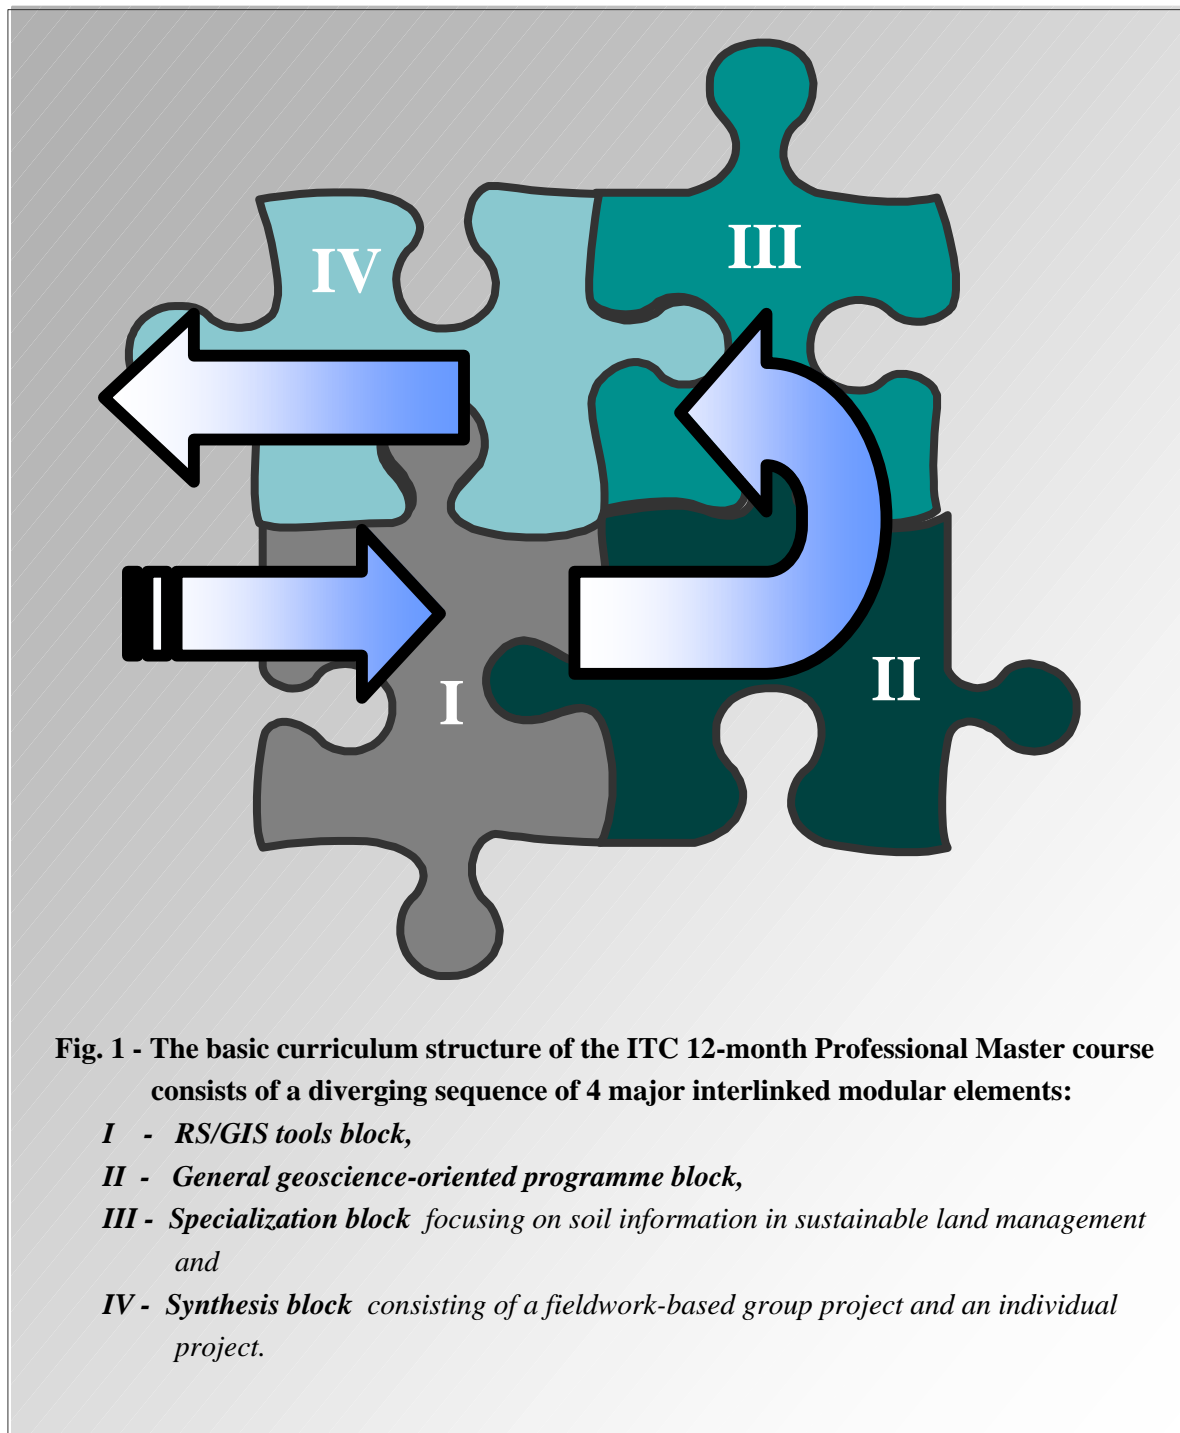 IV
III
I
II
Fig. 1 - The basic curriculum structure of the ITC 12-month Professional Master course
consists of a diverging sequence of 4 major interlinked modular elements:
I - RS/GIS tools block,
II - General geoscience-oriented programme block,
III - Specialization block focusing on soil information in sustainable land management
and
IV - Synthesis block consisting of a fieldwork-based group project and an individual
project.